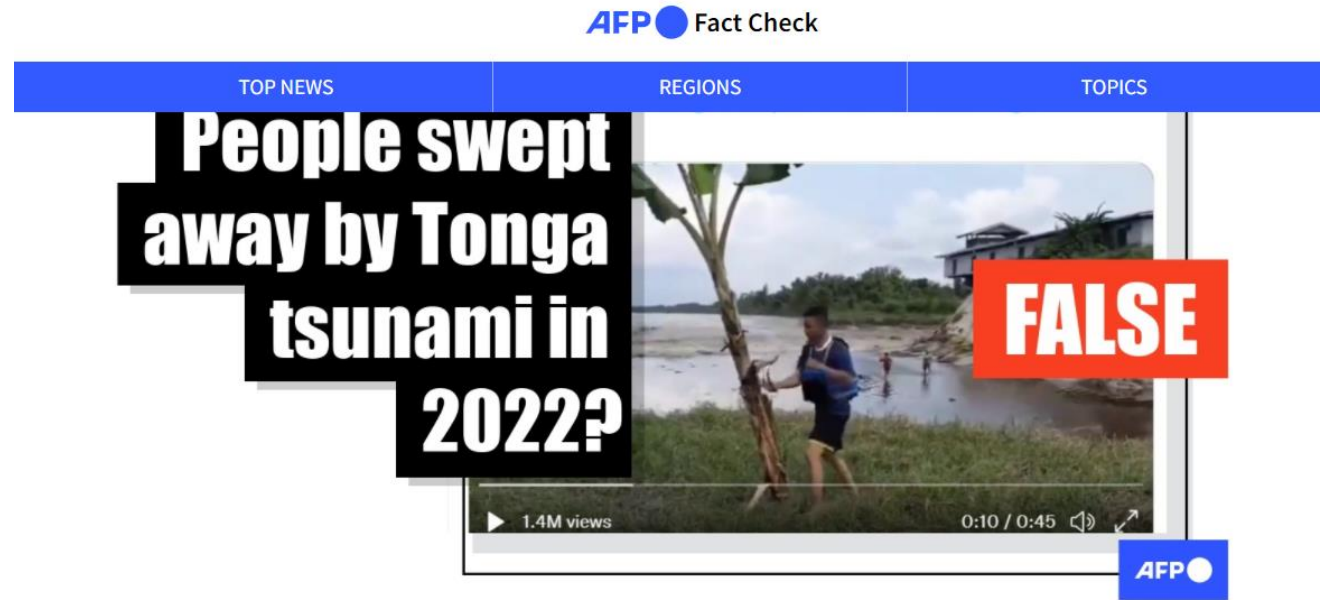 AFP Fact Check
TOP NEWS REGIONS TOPICS
People swept
away by Tonga
tsunami in
2022?
FALSE
1.4M views 0:10 / 0:45
AFP